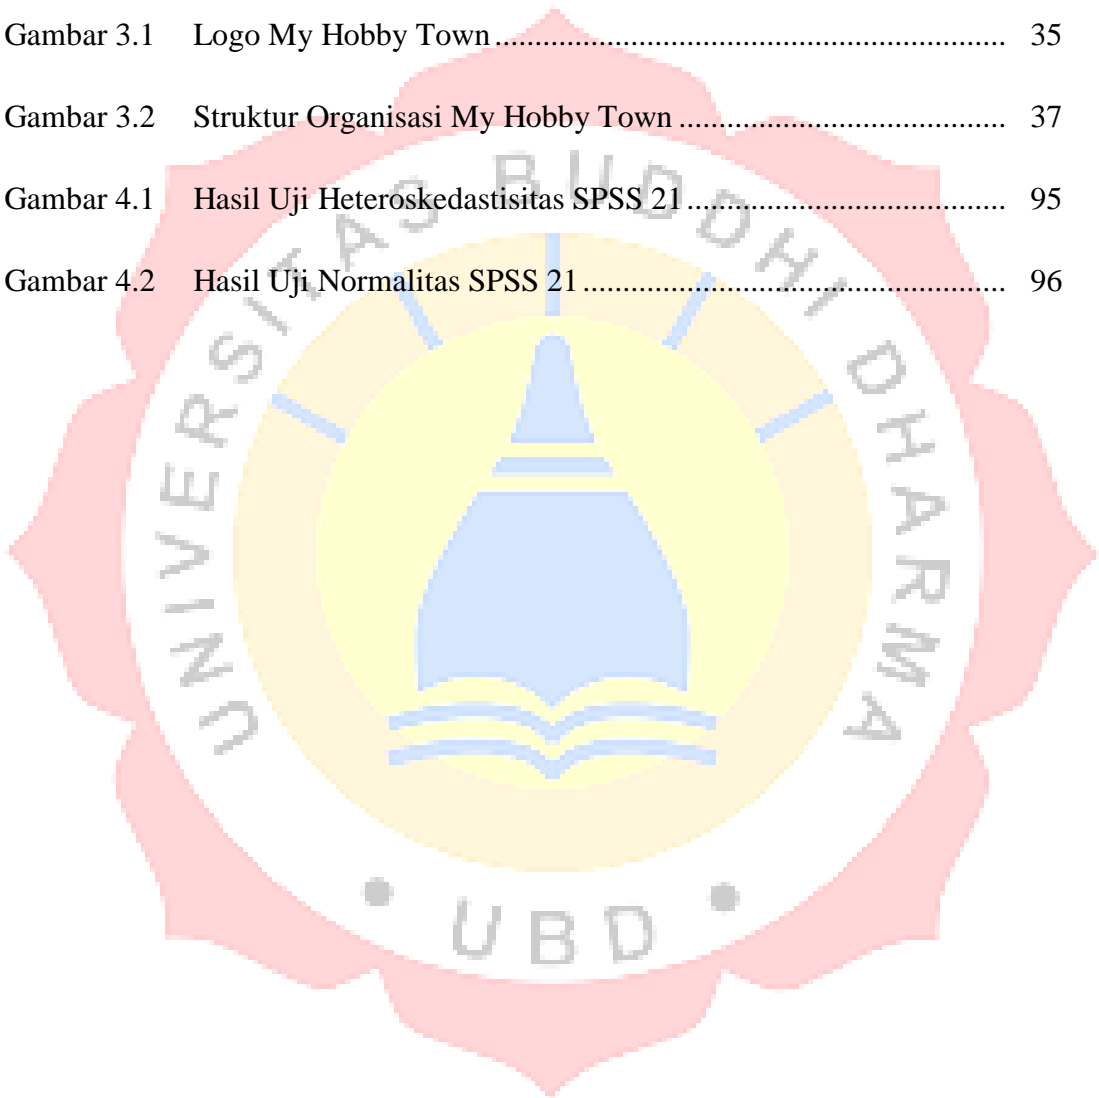 Gambar 3.1 Logo My Hobby Town ................................................................ 35
Gambar 3.2 Struktur Organisasi My Hobby Town ......................................... 37
Gambar 4.1 Hasil Uji Heteroskedastisitas SPSS 21 ........................................ 95
Gambar 4.2 Hasil Uji Normalitas SPSS 21 ..................................................... 96
UNIVERSITAS BUDDHI DHARMA
• UBD •